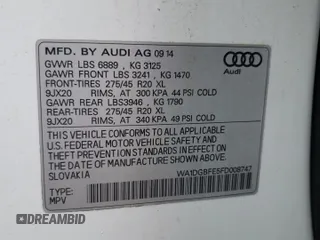 MFD. BY AUDI AG 09 14
GVWR LBS 6889 , KG 3125
GAWR FRONT LBS 3241 , KG 1470
FRONT-TIRES 275/45 R20 XL
9JX20 RIMS, AT 300 KPA 44 PSI COLD
GAWR REAR LBS3946 , KG 1790
REAR-TIRES 275/45 R20 XL
9JX20 RIMS, AT 340 KPA 49 PSI COLD
Audi
THIS VEHICLE CONFORMS TO ALL APPLICABLE
U.S. FEDERAL MOTOR VEHICLE SAFETY
AND THEFT PREVENTION STANDARDS IN EFFECT ON
THE DATE OF MANUFACTURE SHOWN ABOVE.
SLOVAKIA
WA1DGBFE5FD008747
TYPE:
MPV
DREAMBID